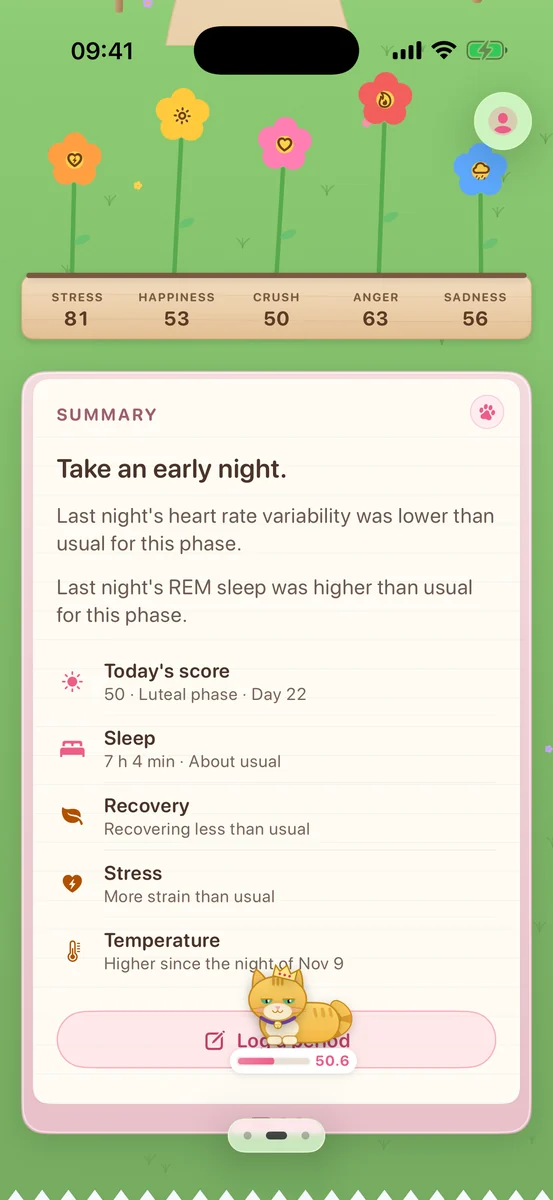 09:41
STRESS HAPPINESS CRUSH ANGER SADNESS
81 53 50 63 56
SUMMARY
Take an early night.
Last night's heart rate variability was lower than
usual for this phase.
Last night's REM sleep was higher than usual
for this phase.
Today's score
50 · Luteal phase · Day 22
Sleep
7 h 4 min · About usual
Recovery
Recovering less than usual
Stress
More strain than usual
Temperature
Higher since the night of Nov 9
Log a period
50.6